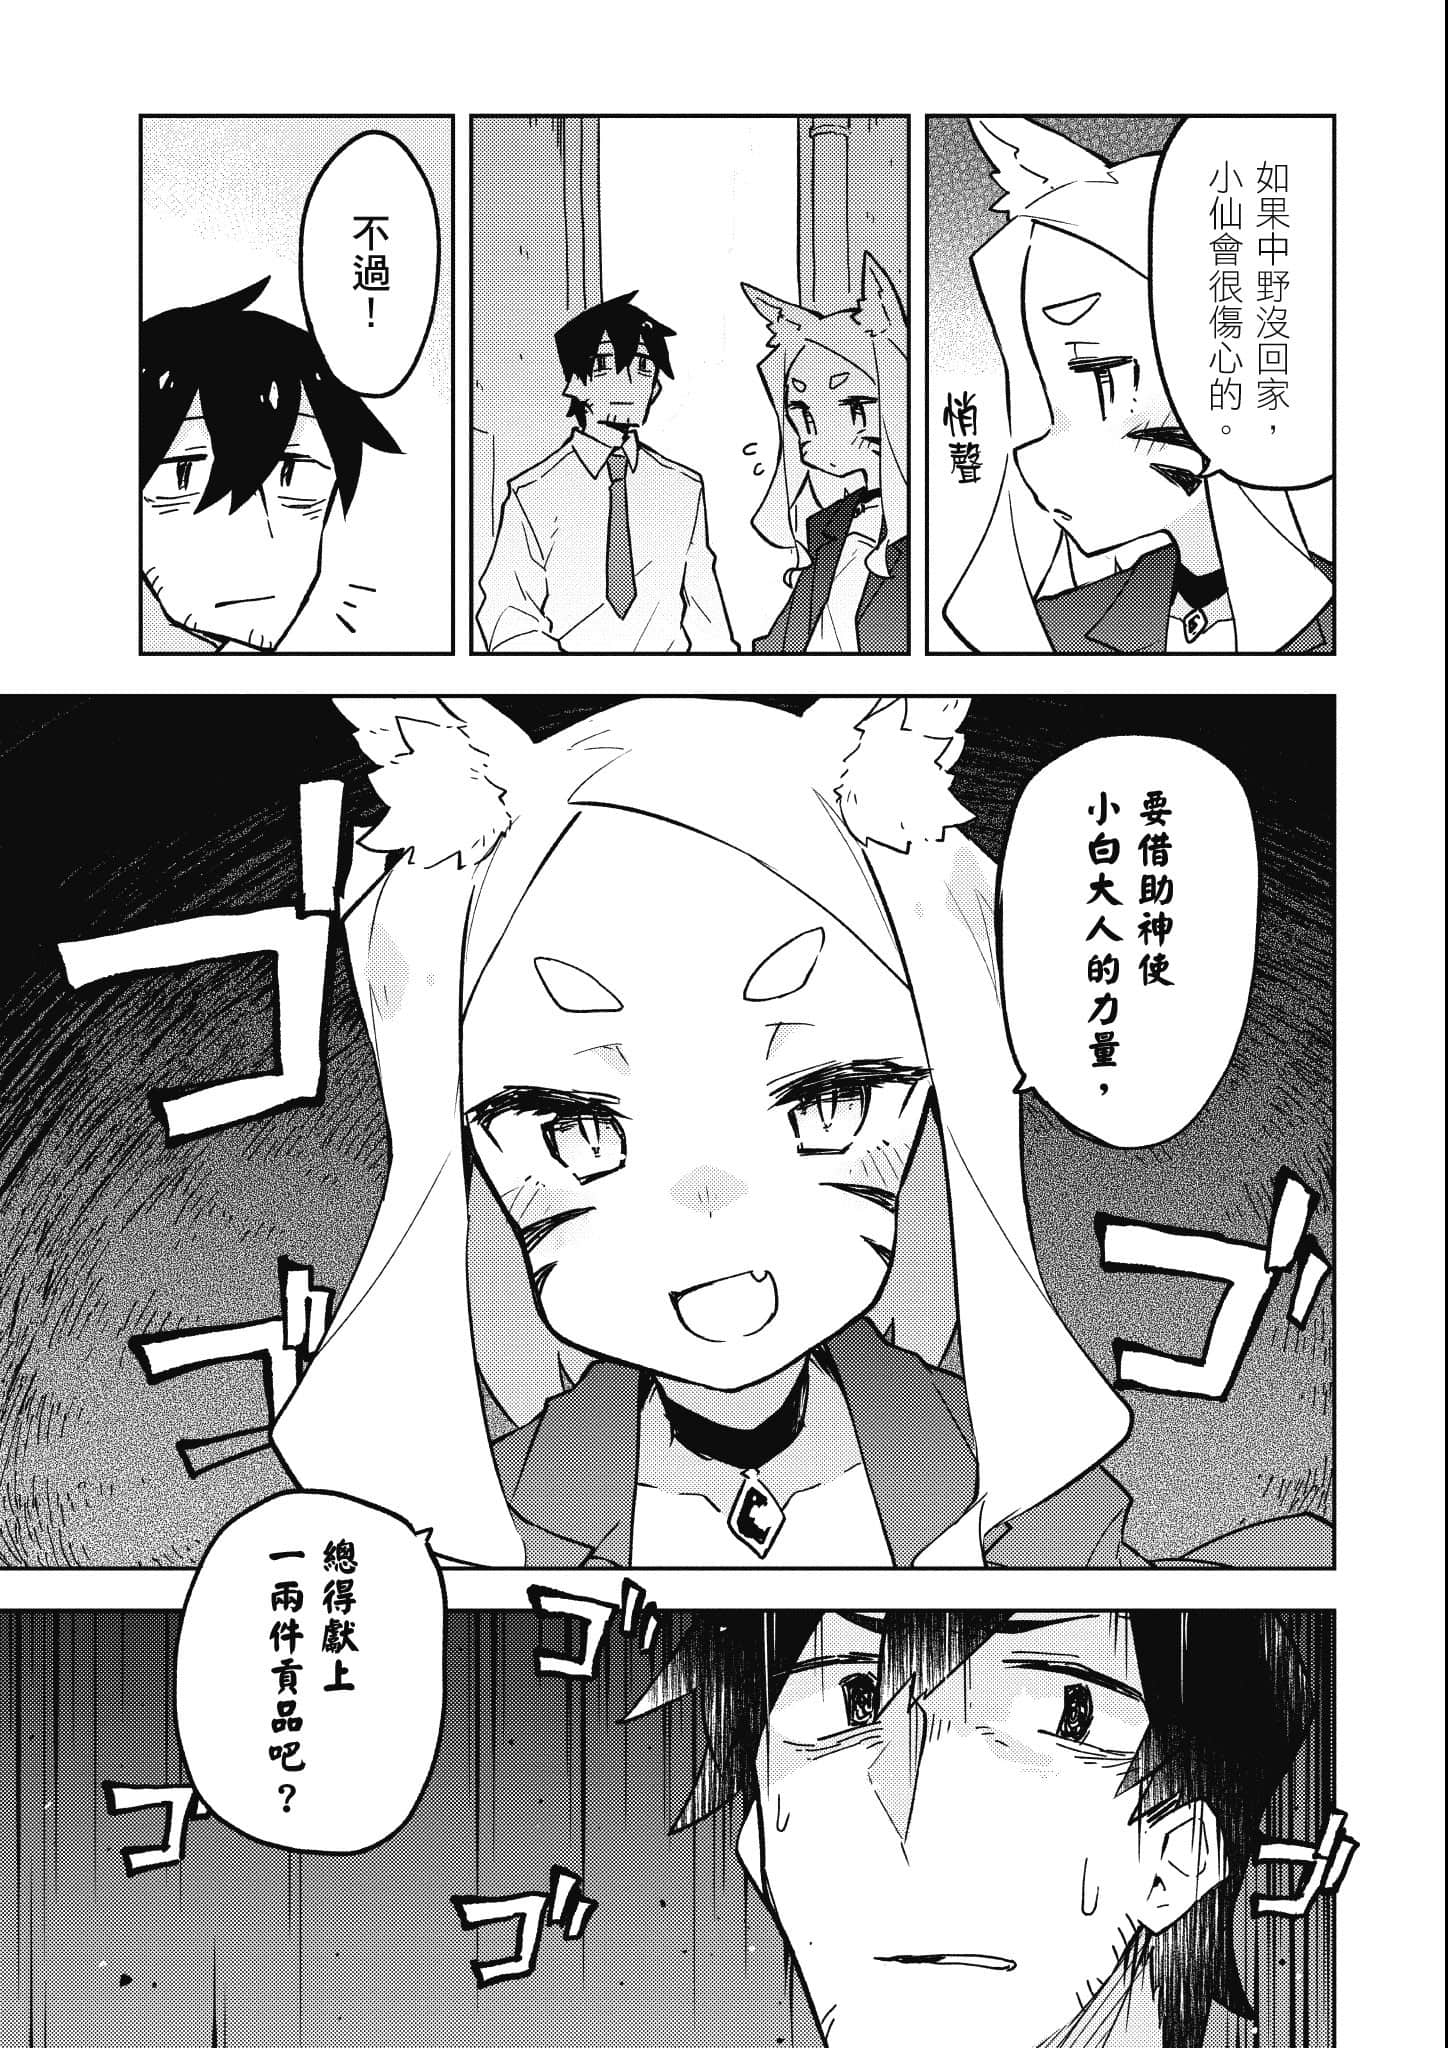 如果中野沒回家，
小仙會很傷心的。
悄聲
不過！
要借助神使
小白大人的力量，
ゴ
ゴ
ゴ
總得獻上
一兩件貢品吧？
ゴ
ゴ
ゴ
ゴ